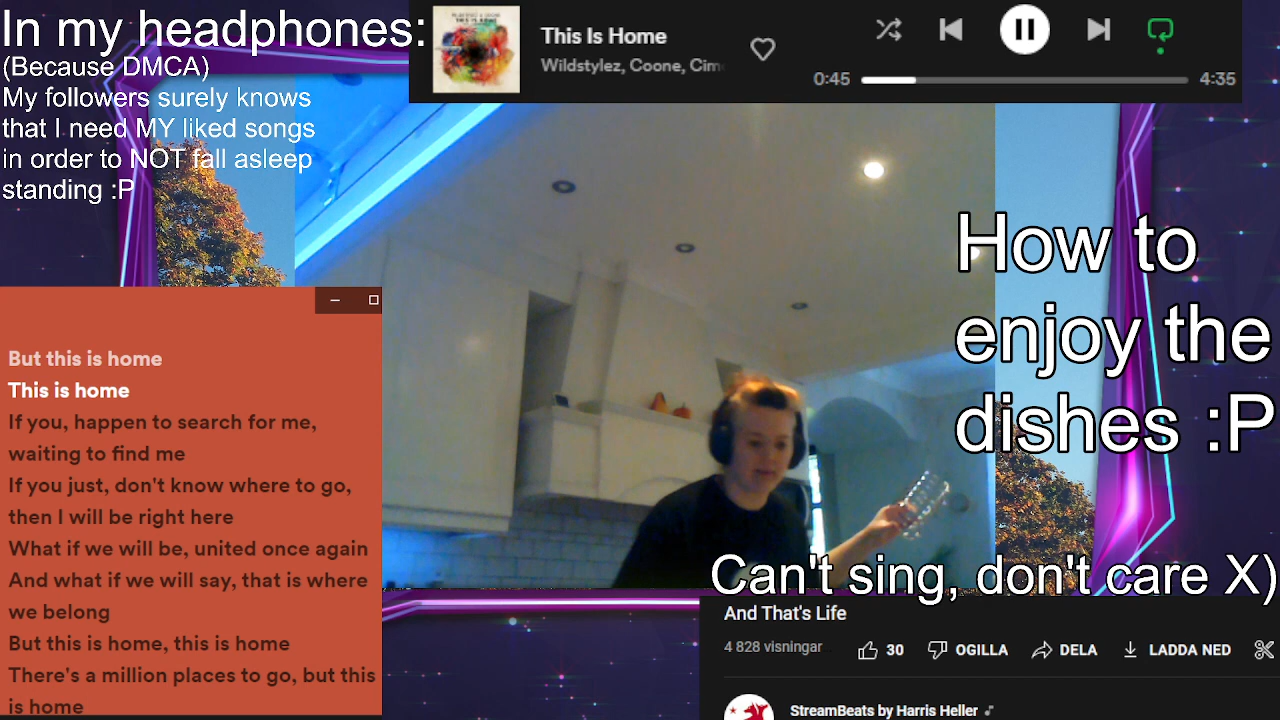 In my headphones:
(Because DMCA)
My followers surely knows
that I need MY liked songs
in order to NOT fall asleep
standing :P
This Is Home
Wildstylez, Coone, Cim
0:45
4:35
How to
enjoy the
dishes :P
But this is home
This is home
If you, happen to search for me,
waiting to find me
If you just, don't know where to go,
then I will be right here
What if we will be, united once again
And what if we will say, that is where
we belong
But this is home, this is home
There's a million places to go, but this
is home
Can't sing, don't care X)
And That's Life
4 828 visningar
30
OGILLA
DELA
LADDA NED
StreamBeats by Harris Heller